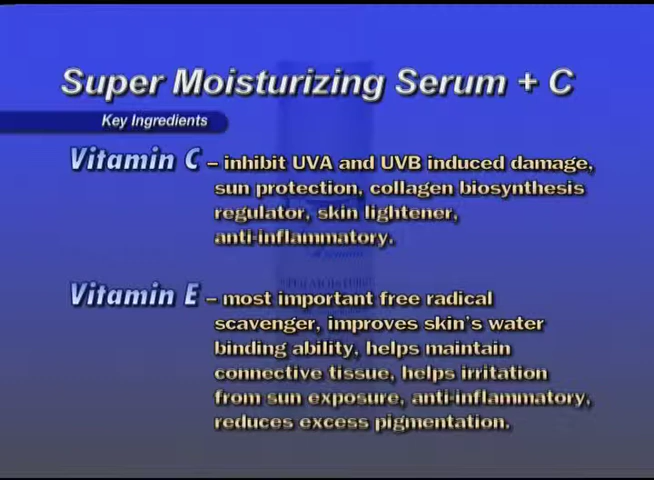 Super Moisturizing Serum + C
Key Ingredients
Vitamin C – inhibit UVA and UVB induced damage,
sun protection, collagen biosynthesis
regulator, skin lightener,
anti-inflammatory.
Vitamin E – most important free radical
scavenger, improves skin's water
binding ability, helps maintain
connective tissue, helps irritation
from sun exposure, anti-inflammatory,
reduces excess pigmentation.